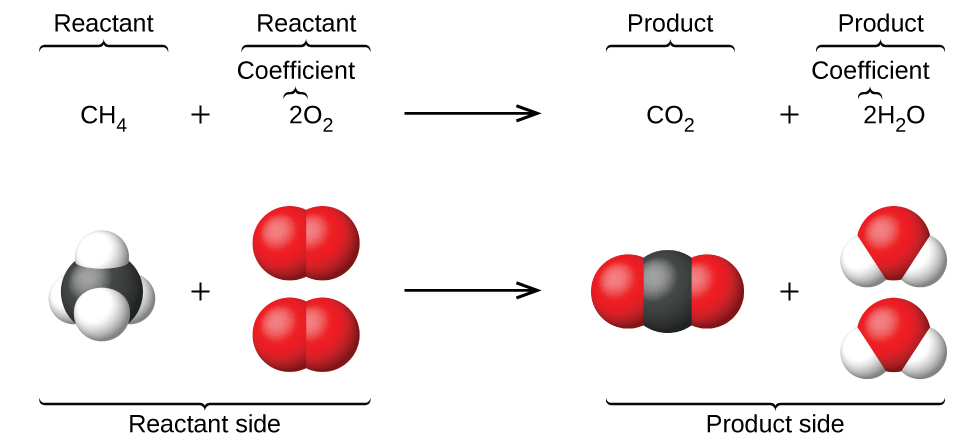 Reactant Reactant Product Product
Coefficient Coefficient
CH₄ + 2O₂ → CO₂ + 2H₂O
+ → +
Reactant side Product side